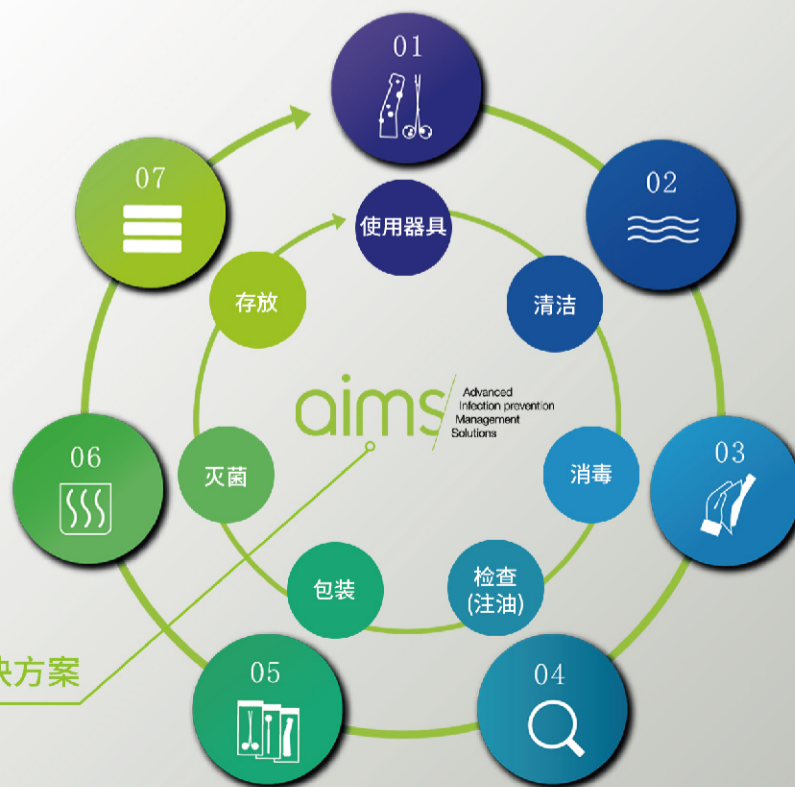 01
02
03
04
05
06
07
使用器具
清洁
消毒
检查
(注油)
包装
灭菌
存放
aims
Advanced
Infection prevention
Management
Solutions
决方案